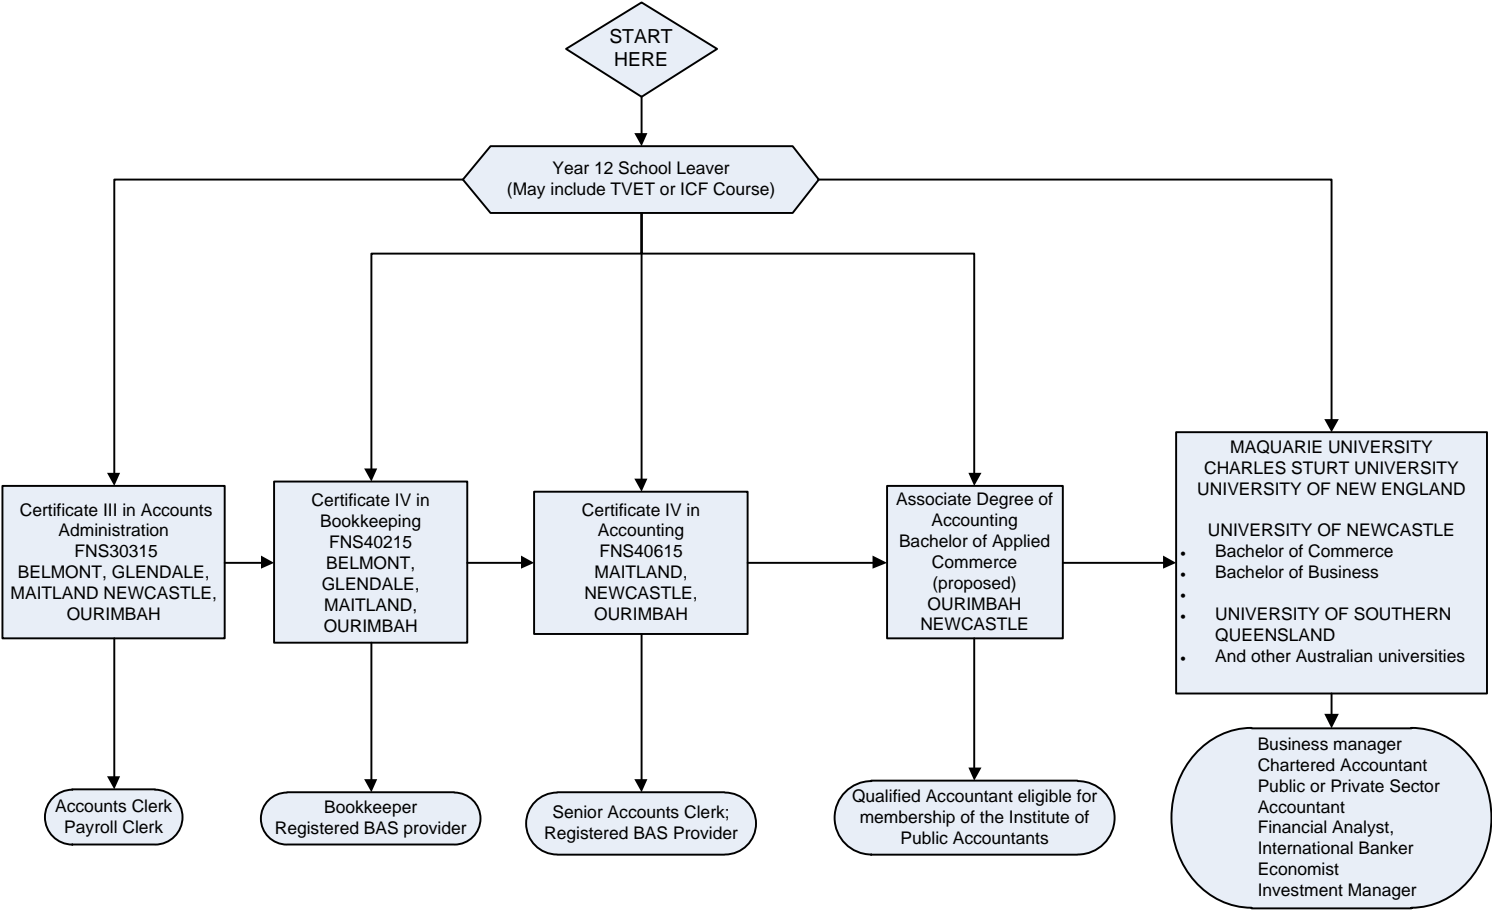 START
HERE
Year 12 School Leaver
(May include TVET or ICF Course)
Certificate III in Accounts
Administration
FNS30315
BELMONT, GLENDALE,
MAITLAND NEWCASTLE,
OURIMBAH
Certificate IV in
Bookkeeping
FNS40215
BELMONT,
GLENDALE,
MAITLAND,
OURIMBAH
Certificate IV in
Accounting
FNS40615
MAITLAND,
NEWCASTLE,
OURIMBAH
Associate Degree of
Accounting
Bachelor of Applied
Commerce
(proposed)
OURIMBAH
NEWCASTLE
MAQUARIE UNIVERSITY
CHARLES STURT UNIVERSITY
UNIVERSITY OF NEW ENGLAND
UNIVERSITY OF NEWCASTLE
• Bachelor of Commerce
• Bachelor of Business
•
• UNIVERSITY OF SOUTHERN
QUEENSLAND
• And other Australian universities
Accounts Clerk
Payroll Clerk
Bookkeeper
Registered BAS provider
Senior Accounts Clerk;
Registered BAS Provider
Qualified Accountant eligible for
membership of the Institute of
Public Accountants
Business manager
Chartered Accountant
Public or Private Sector
Accountant
Financial Analyst,
International Banker
Economist
Investment Manager